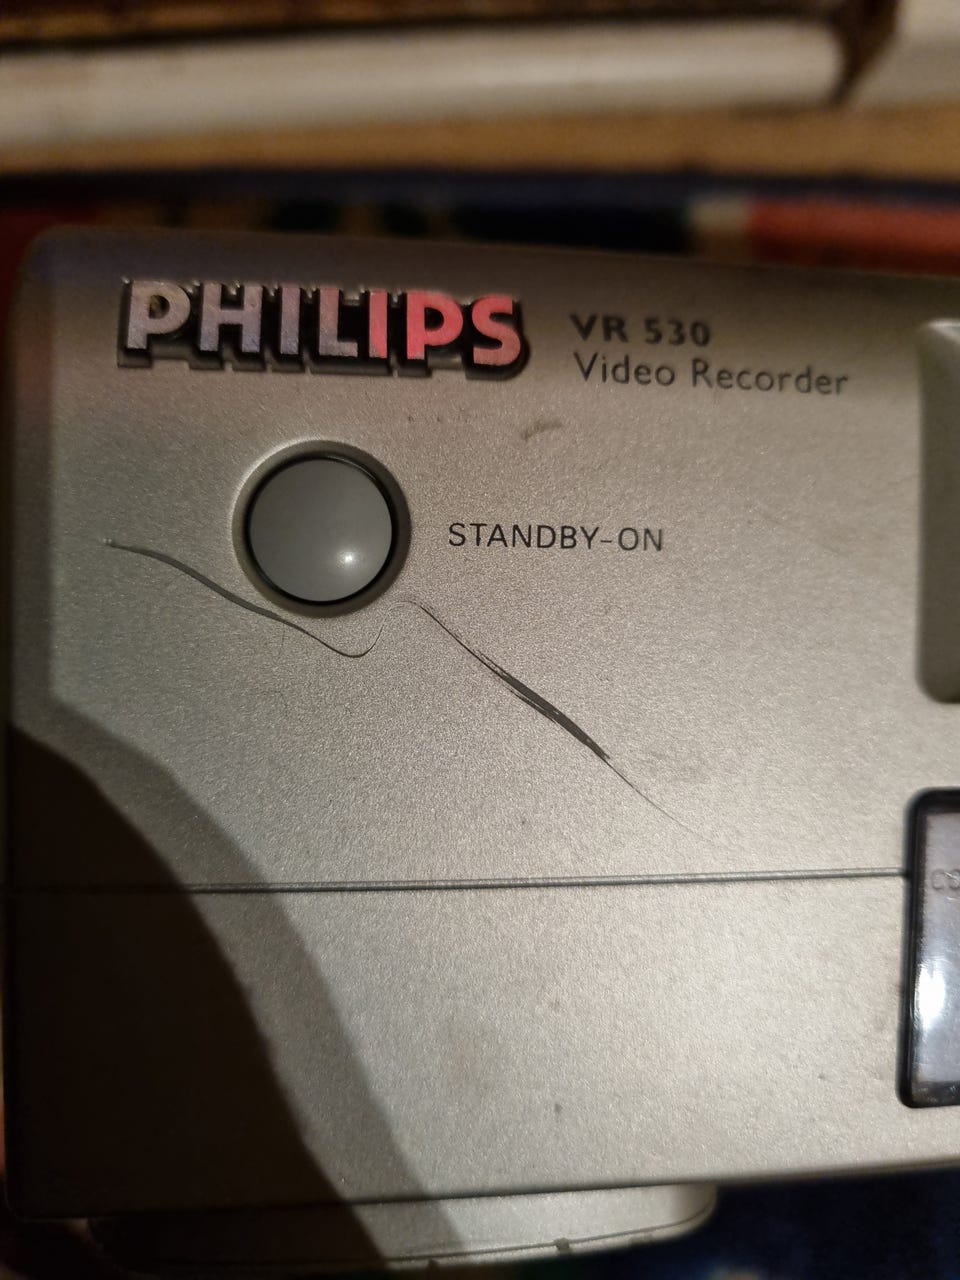 PHILIPS
VR 530
Video Recorder
STANDBY-ON